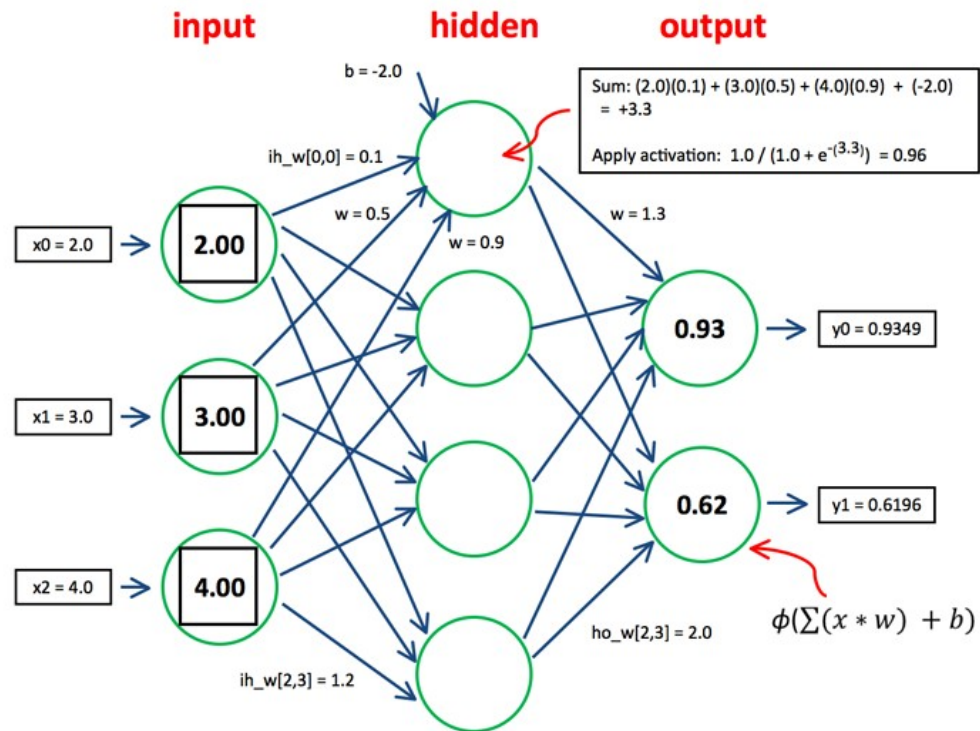 input
hidden
output
b = -2.0
Sum: (2.0)(0.1) + (3.0)(0.5) + (4.0)(0.9) + (-2.0)
= +3.3
Apply activation: 1.0 / (1.0 + e^-(3.3)) = 0.96
ih_w[0,0] = 0.1
w = 0.5
w = 0.9
w = 1.3
x0 = 2.0
2.00
0.93
y0 = 0.9349
x1 = 3.0
3.00
0.62
y1 = 0.6196
x2 = 4.0
4.00
ϕ(∑(x * w) + b)
ho_w[2,3] = 2.0
ih_w[2,3] = 1.2